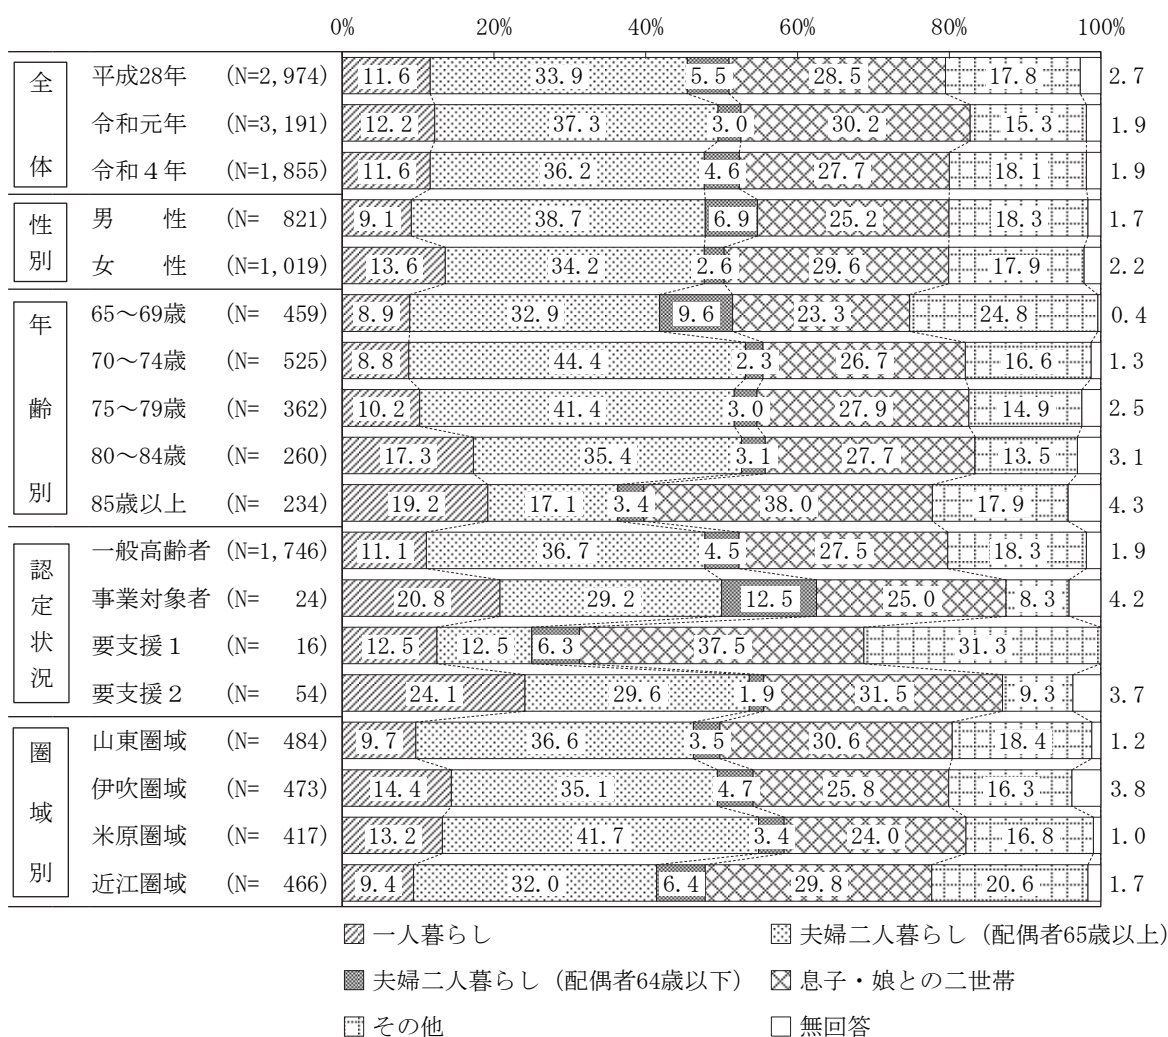 0% 20% 40% 60% 80% 100%
全体
平成28年 (N=2,974) 11.6 33.9 5.5 28.5 17.8 2.7
令和元年 (N=3,191) 12.2 37.3 3.0 30.2 15.3 1.9
令和４年 (N=1,855) 11.6 36.2 4.6 27.7 18.1 1.9
性別
男　性 (N= 821) 9.1 38.7 6.9 25.2 18.3 1.7
女　性 (N=1,019) 13.6 34.2 2.6 29.6 17.9 2.2
年齢別
65～69歳 (N= 459) 8.9 32.9 9.6 23.3 24.8 0.4
70～74歳 (N= 525) 8.8 44.4 2.3 26.7 16.6 1.3
75～79歳 (N= 362) 10.2 41.4 3.0 27.9 14.9 2.5
80～84歳 (N= 260) 17.3 35.4 3.1 27.7 13.5 3.1
85歳以上 (N= 234) 19.2 17.1 3.4 38.0 17.9 4.3
認定状況
一般高齢者 (N=1,746) 11.1 36.7 4.5 27.5 18.3 1.9
事業対象者 (N= 24) 20.8 29.2 12.5 25.0 8.3 4.2
要支援１ (N= 16) 12.5 12.5 6.3 37.5 31.3
要支援２ (N= 54) 24.1 29.6 1.9 31.5 9.3 3.7
圏域別
山東圏域 (N= 484) 9.7 36.6 3.5 30.6 18.4 1.2
伊吹圏域 (N= 473) 14.4 35.1 4.7 25.8 16.3 3.8
米原圏域 (N= 417) 13.2 41.7 3.4 24.0 16.8 1.0
近江圏域 (N= 466) 9.4 32.0 6.4 29.8 20.6 1.7
一人暮らし 夫婦二人暮らし（配偶者65歳以上）
夫婦二人暮らし（配偶者64歳以下） 息子・娘との二世帯
その他 無回答